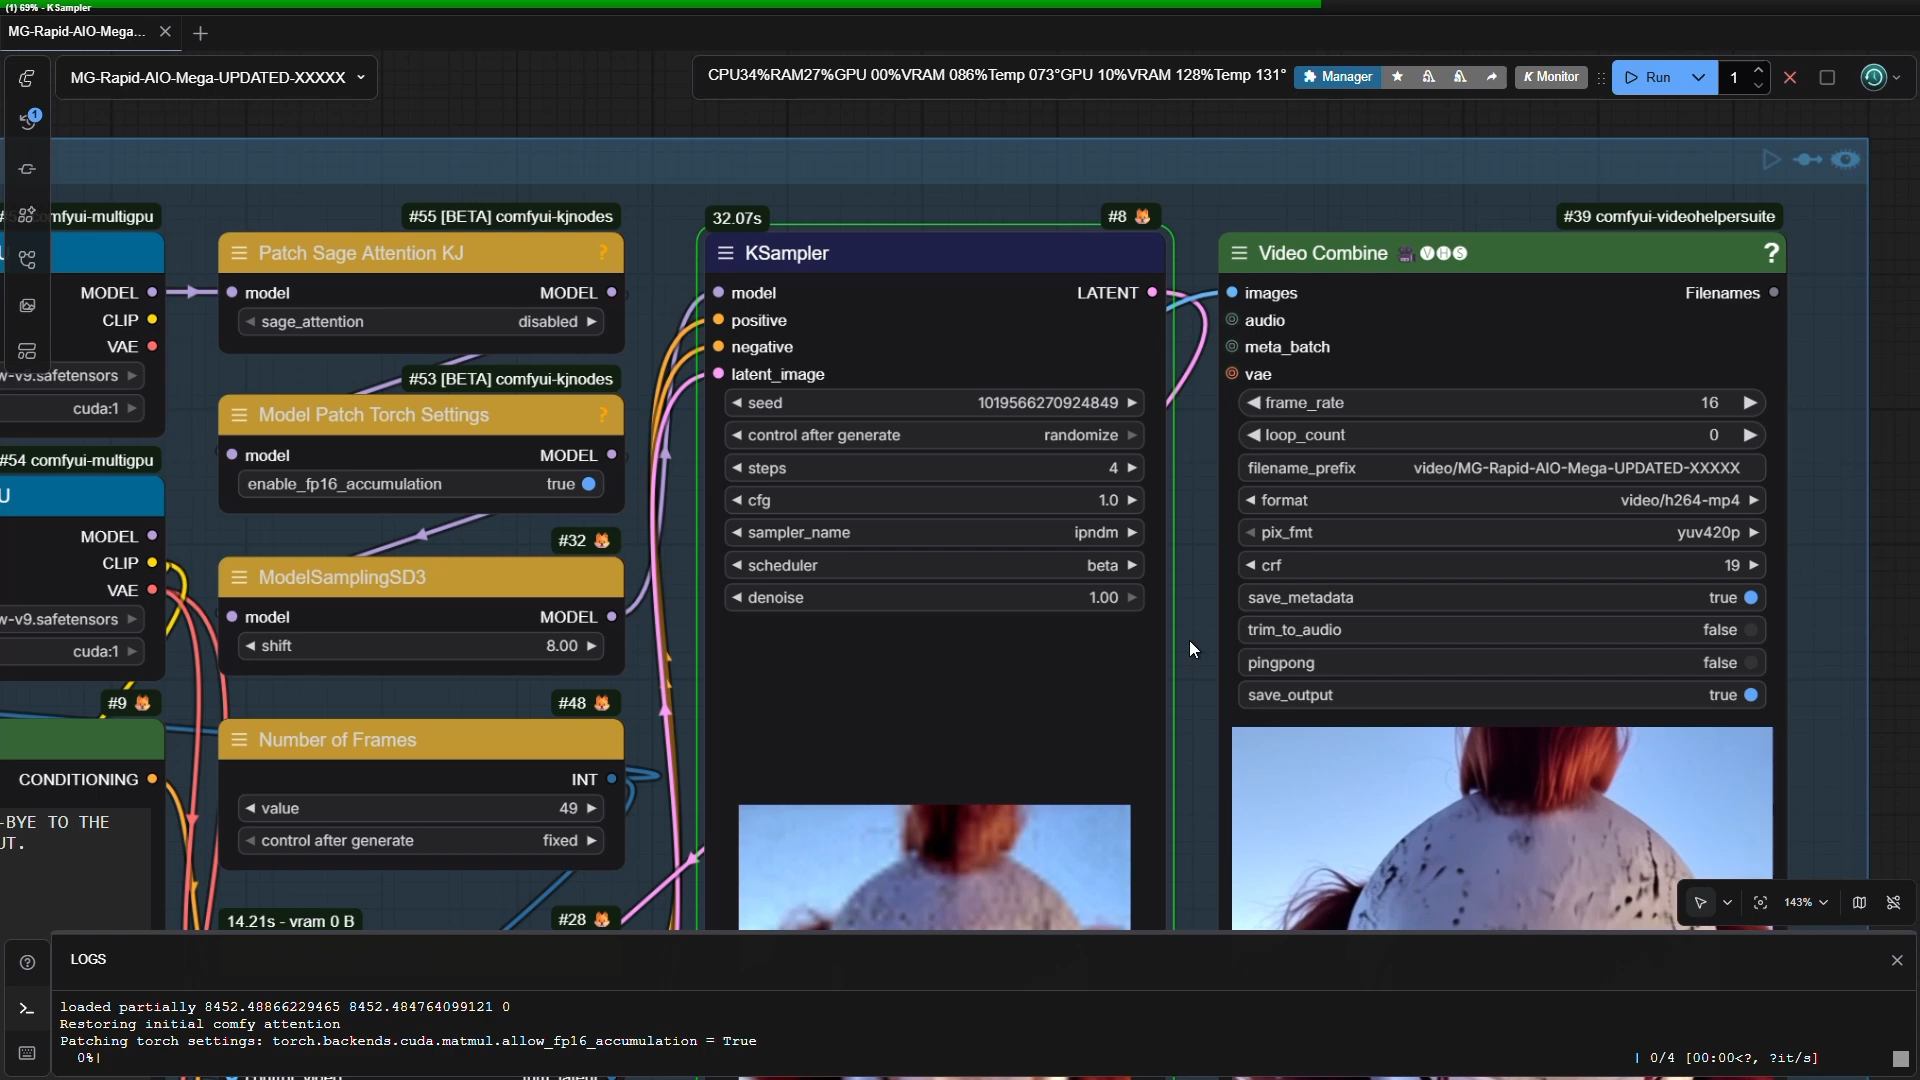 (1) 69% - KSampler
MG-Rapid-AIO-Mega...
MG-Rapid-AIO-Mega-UPDATED-XXXXX
CPU34%RAM27%GPU 00%VRAM 086%Temp 073°GPU 10%VRAM 128%Temp 131°
Manager
K Monitor
Run
1
1
mfyui-multigpu
MODEL
CLIP
VAE
w-v9.safetensors
cuda:1
#54 comfyui-multigpu
U
MODEL
CLIP
VAE
w-v9.safetensors
cuda:1
#9
CONDITIONING
-BYE TO THE
UT.
#55 [BETA] comfyui-kjnodes
Patch Sage Attention KJ ?
model MODEL
sage_attention disabled
#53 [BETA] comfyui-kjnodes
Model Patch Torch Settings ?
model MODEL
enable_fp16_accumulation true
#32
ModelSamplingSD3
model MODEL
shift 8.00
#48
Number of Frames
INT
value 49
control after generate fixed
14.21s - vram 0 B
#28
32.07s
#8
KSampler
model LATENT
positive
negative
latent_image
seed 1019566270924849
control after generate randomize
steps 4
cfg 1.0
sampler_name ipndm
scheduler beta
denoise 1.00
#39 comfyui-videohelpersuite
Video Combine VHS ?
images Filenames
audio
meta_batch
vae
frame_rate 16
loop_count 0
filename_prefix video/MG-Rapid-AIO-Mega-UPDATED-XXXXX
format video/h264-mp4
pix_fmt yuv420p
crf 19
save_metadata true
trim_to_audio false
pingpong false
save_output true
143%
LOGS
loaded partially 8452.48866229465 8452.484764099121 0
Restoring initial comfy attention
Patching torch settings: torch.backends.cuda.matmul.allow_fp16_accumulation = True
0%| | 0/4 [00:00<?, ?it/s]